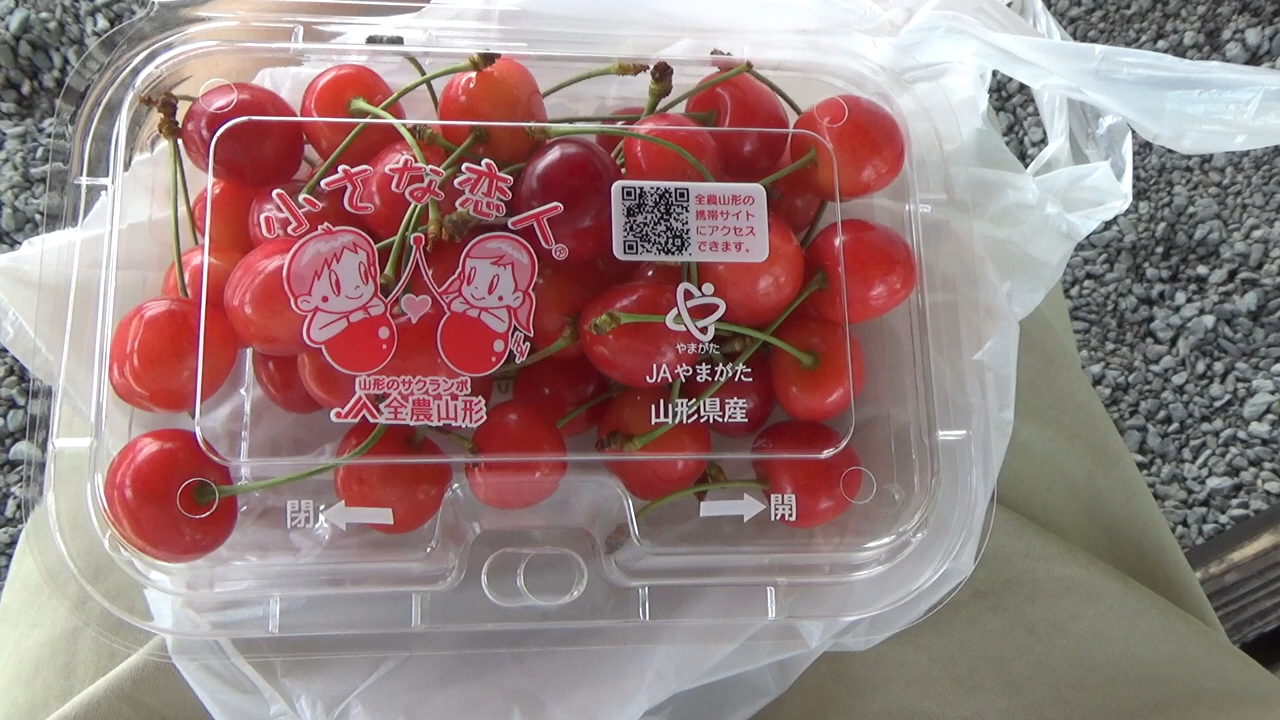 小さな恋人®
全農山形の
携帯サイト
にアクセス
できます。
山形のサクランボ
全農山形
やまがた
JAやまがた
山形県産
閉
開